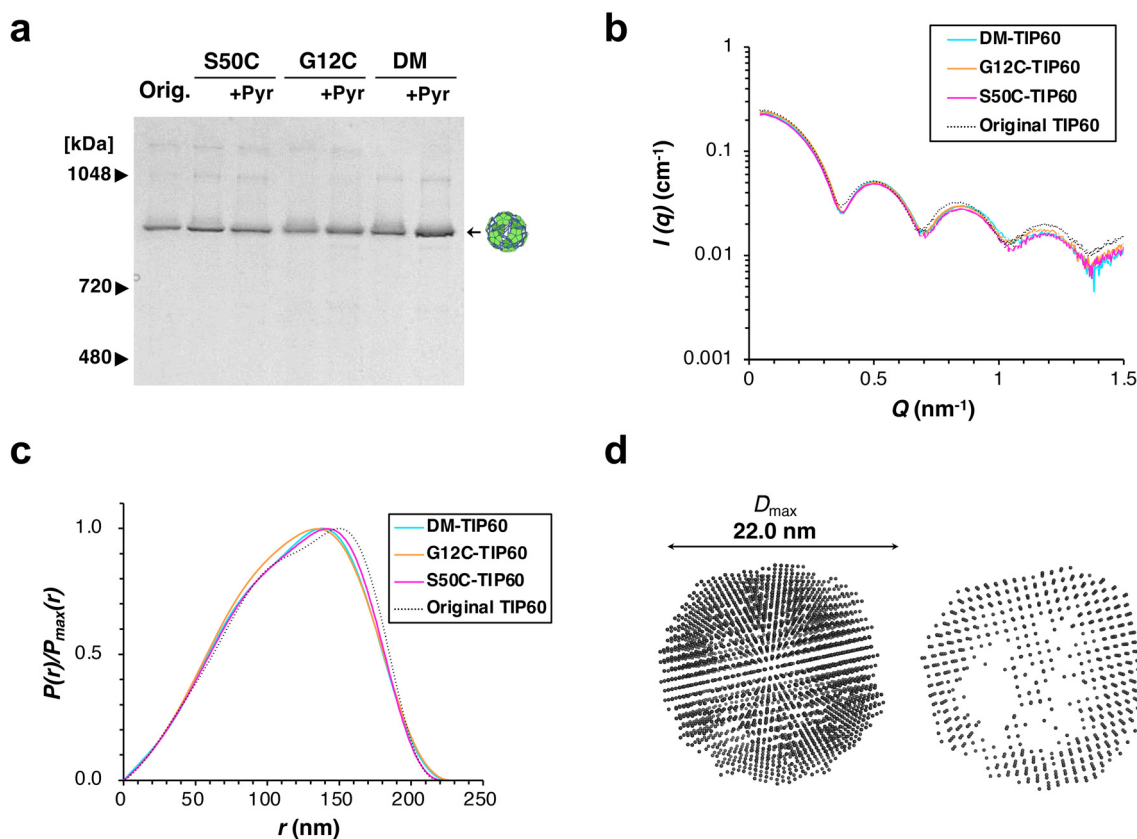 a
S50C G12C DM
Orig. +Pyr +Pyr +Pyr
[kDa]
1048
720
480
b
DM-TIP60
G12C-TIP60
S50C-TIP60
Original TIP60
1
0.1
0.01
0.001
I(q) (cm-1)
0 0.5 1 1.5
Q (nm-1)
c
DM-TIP60
G12C-TIP60
S50C-TIP60
Original TIP60
1.0
0.5
0.0
P(r)/Pmax(r)
0 50 100 150 200 250
r (nm)
d
Dmax
22.0 nm